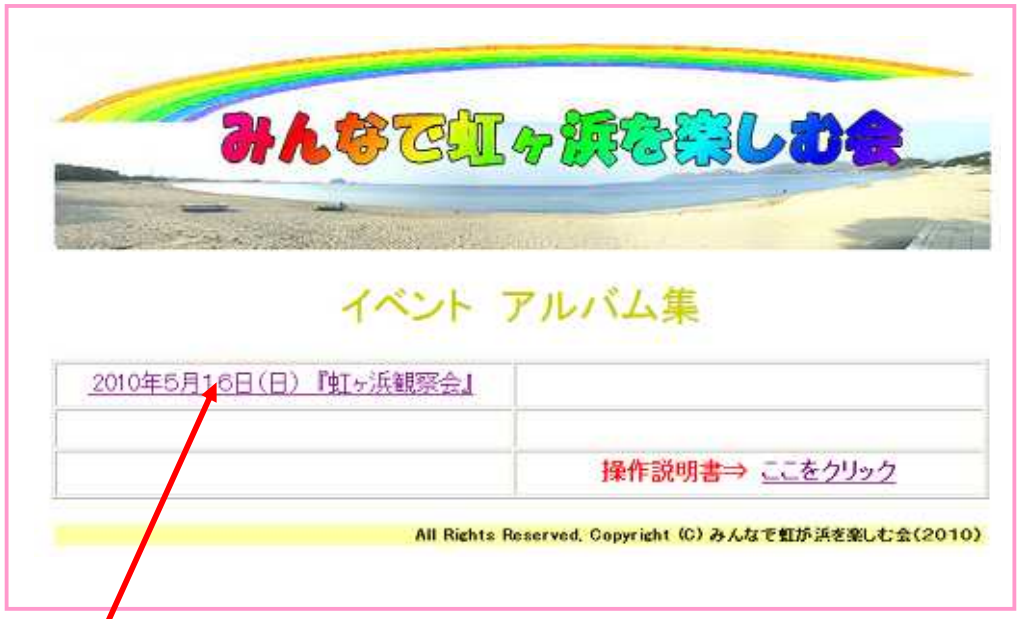 みんなで虹ヶ浜を楽しむ会
イベント アルバム集
2010年5月16日(日) 『虹ヶ浜観察会』
操作説明書⇒ ここをクリック
All Rights Reserved, Copyright (C) みんなで虹が浜を楽しむ会(2010)